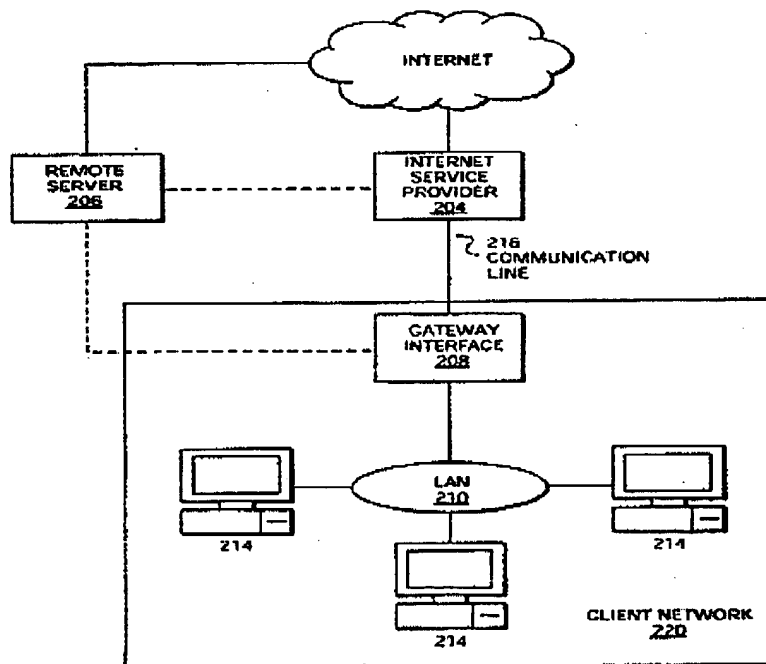 INTERNET
REMOTE
SERVER
206
INTERNET
SERVICE
PROVIDER
204
216
COMMUNICATION
LINE
GATEWAY
INTERFACE
208
LAN
210
214
214
214
CLIENT NETWORK
220